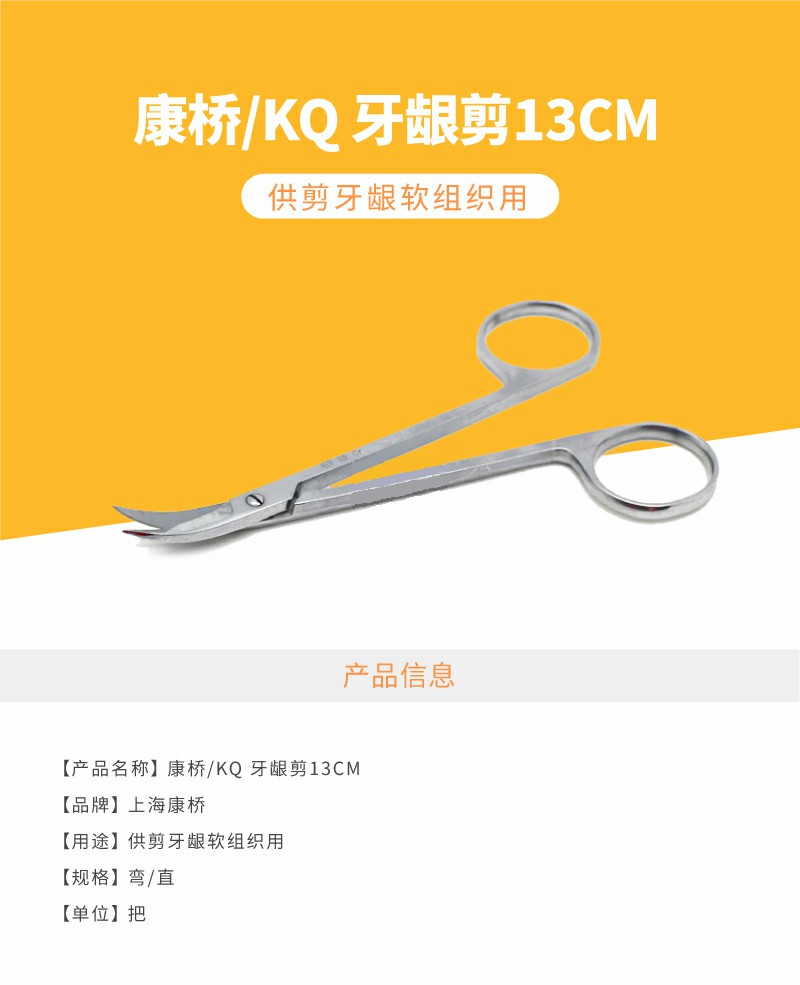 康桥/KQ 牙龈剪13CM
供剪牙龈软组织用
产品信息
【产品名称】康桥/KQ 牙龈剪13CM
【品牌】上海康桥
【用途】供剪牙龈软组织用
【规格】弯/直
【单位】把